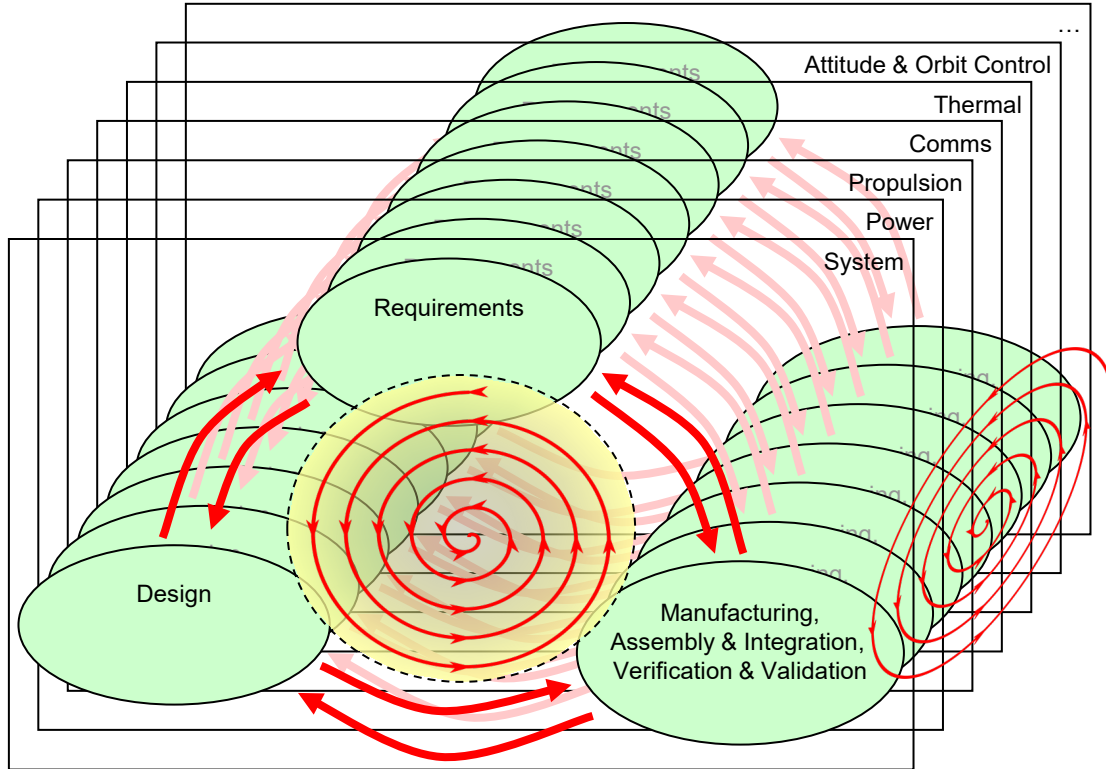 …
Attitude & Orbit Control
Thermal
Comms
Propulsion
Power
System
Requirements
Design
Manufacturing,
Assembly & Integration,
Verification & Validation